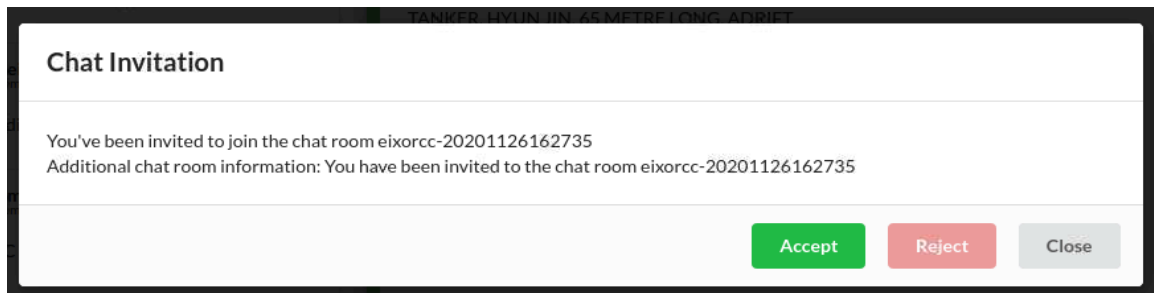 TANKER, HYUN JIN, 65 METRE LONG, ADRIFT
Chat Invitation
You've been invited to join the chat room eixorcc-20201126162735
Additional chat room information: You have been invited to the chat room eixorcc-20201126162735
Accept
Reject
Close